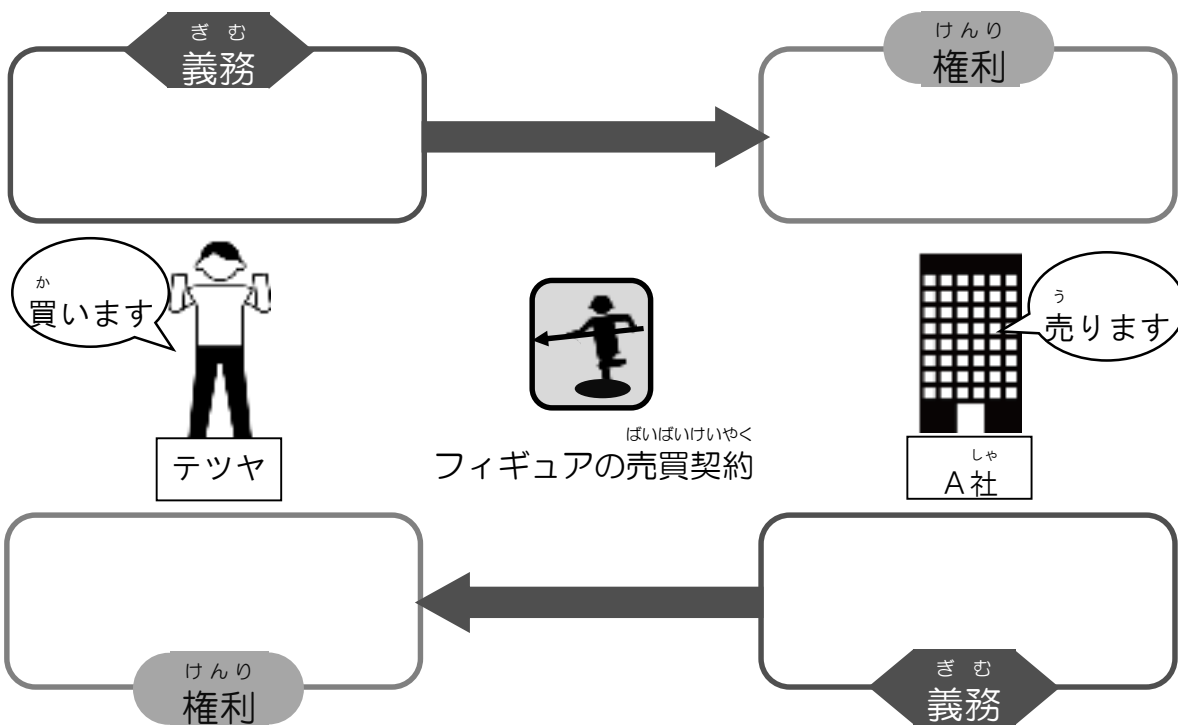 ぎ む
義務
けんり
権利
か
買います
う
売ります
テツヤ
ばいばいけいやく
フィギュアの売買契約
しゃ
A社
けんり
権利
ぎ む
義務